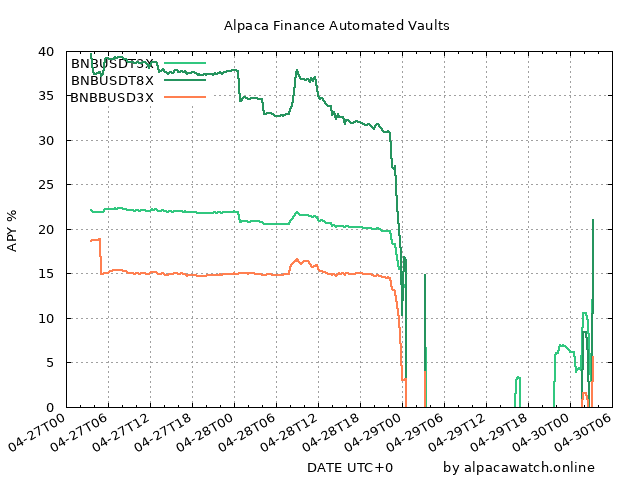 Alpaca Finance Automated Vaults
APY %
40
35
30
25
20
15
10
5
0
BNBUSDT3X
BNBUSDT8X
BNBBUSD3X
04-27T00
04-27T06
04-27T12
04-27T18
04-28T00
04-28T06
04-28T12
04-28T18
04-29T00
04-29T06
04-29T12
04-29T18
04-30T00
04-30T06
DATE UTC+0
by alpacawatch.online